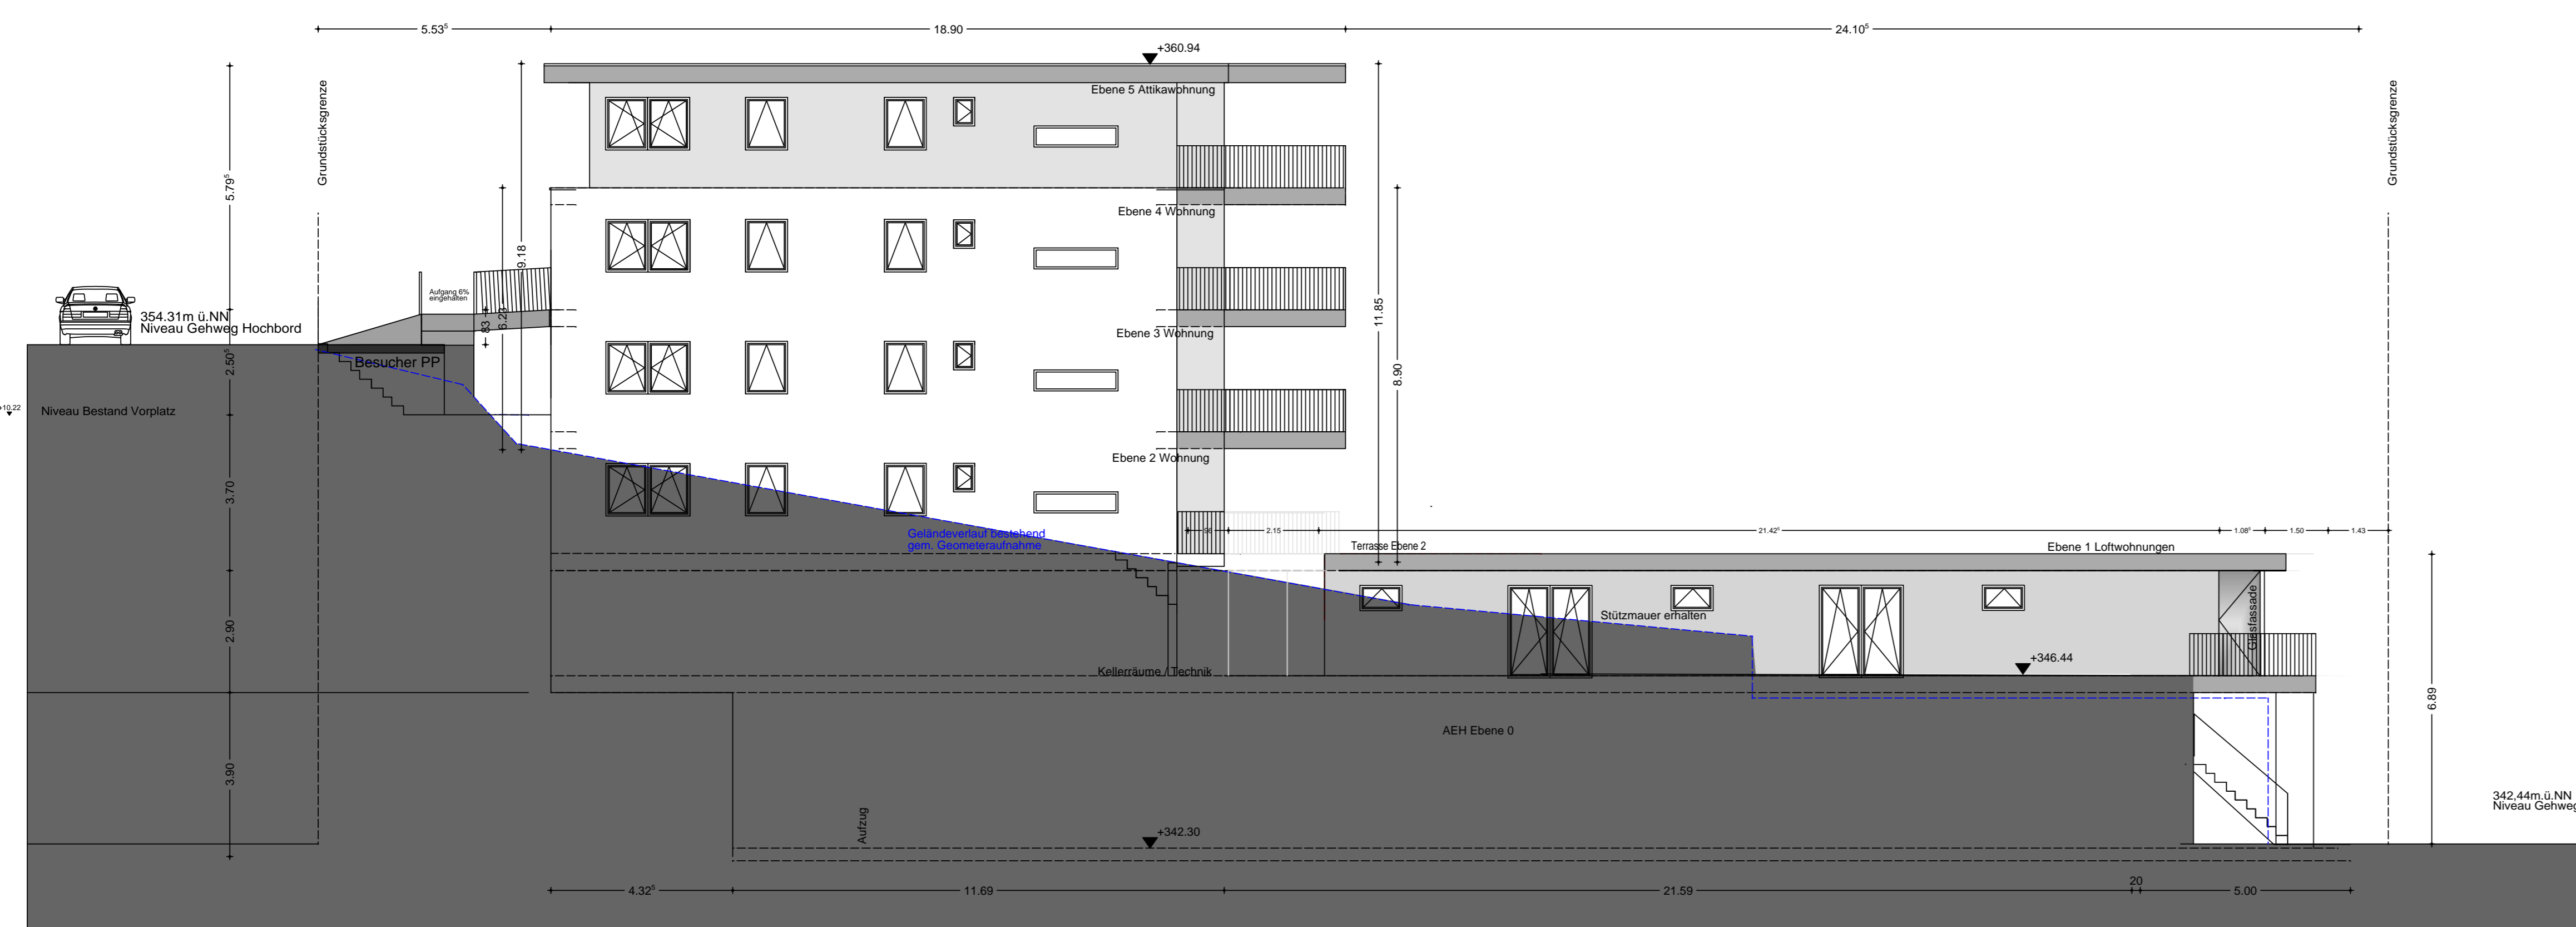 5.53⁵
18.90
24.10⁵
+360.94
Grundstücksgrenze
Grundstücksgrenze
Ebene 5 Attikawohnung
5.79⁵
Ebene 4 Wohnung
9.18
Aufgang 6%
eingehalten
11.85
354.31m ü.NN
Niveau Gehweg Hochbord
83
6.23
Ebene 3 Wohnung
2.50⁵
Besucher PP
8.90
+10.22
Niveau Bestand Vorplatz
Ebene 2 Wohnung
3.70
Geländeverlauf bestehend
gem. Geometeraufnahme
96
2.15
21.42⁵
1.08⁵
1.50
1.43
Terrasse Ebene 2
Ebene 1 Loftwohnungen
Stützmauer erhalten
Glasfassade
2.90
Kellerräume / Technik
+346.44
6.89
AEH Ebene 0
3.90
Aufzug
+342.30
342,44m.ü.NN
Niveau Gehweg
4.32⁵
11.69
21.59
20
5.00